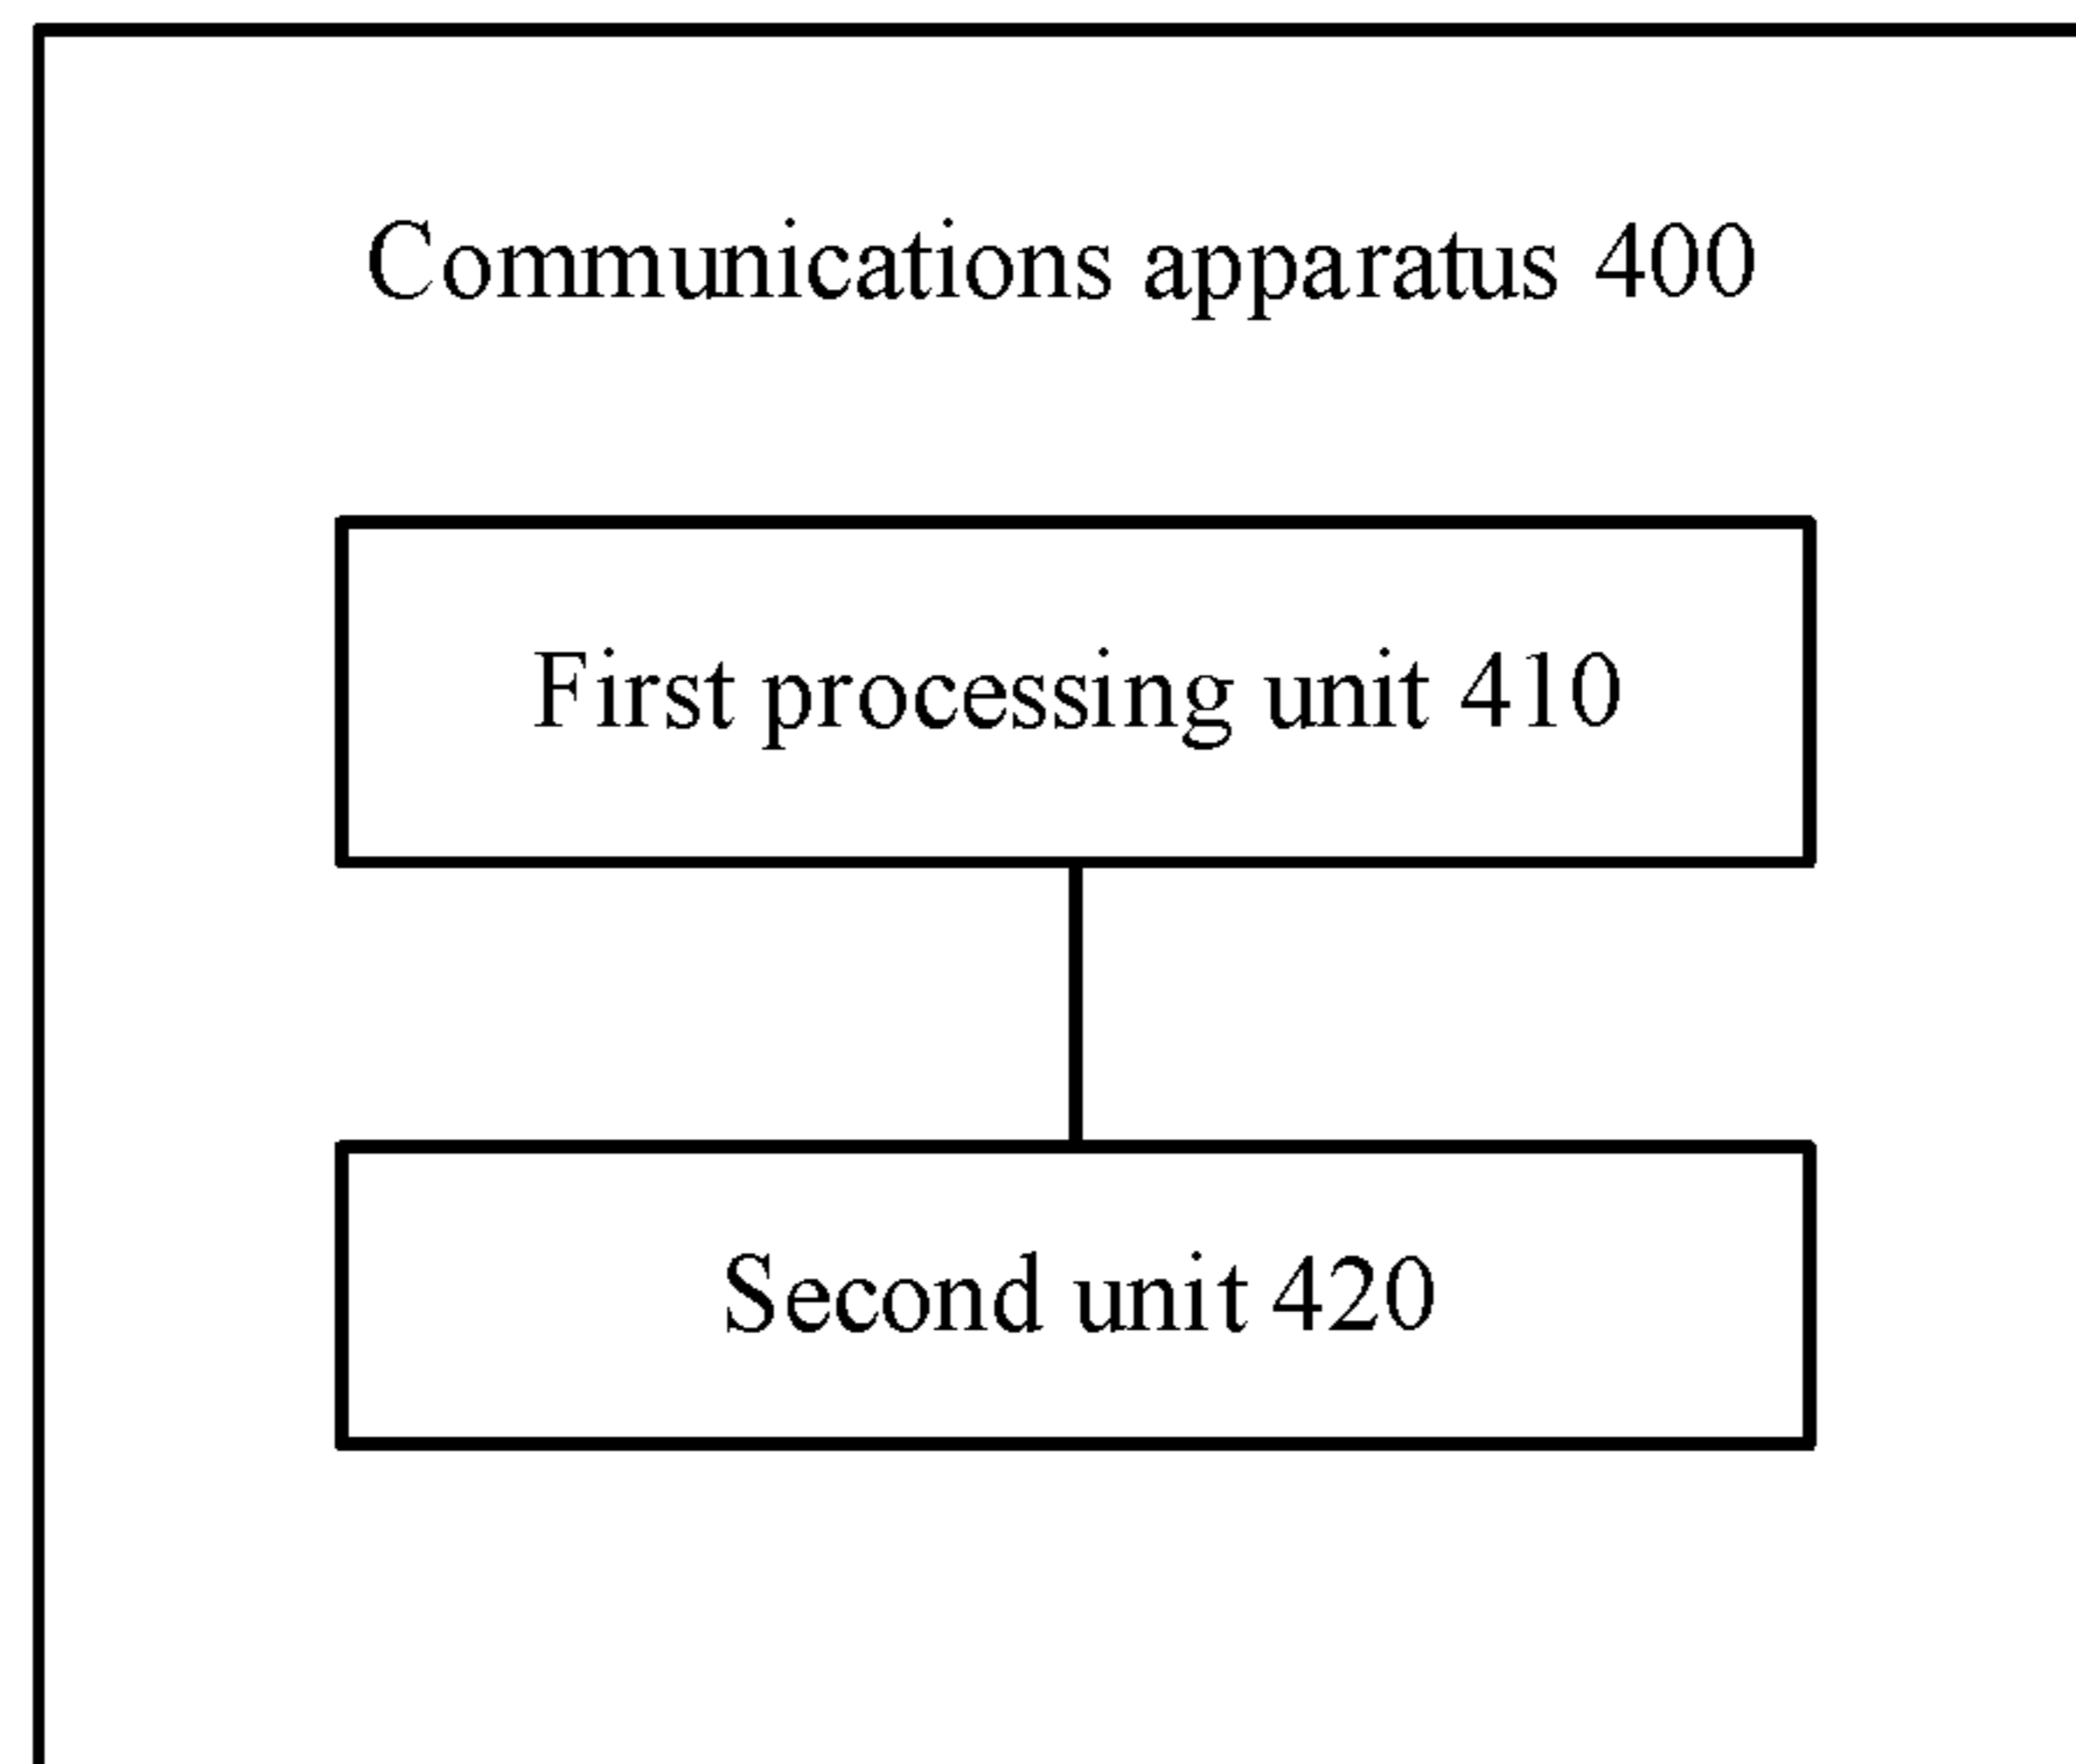 Communications apparatus 400
First processing unit 410
Second unit 420